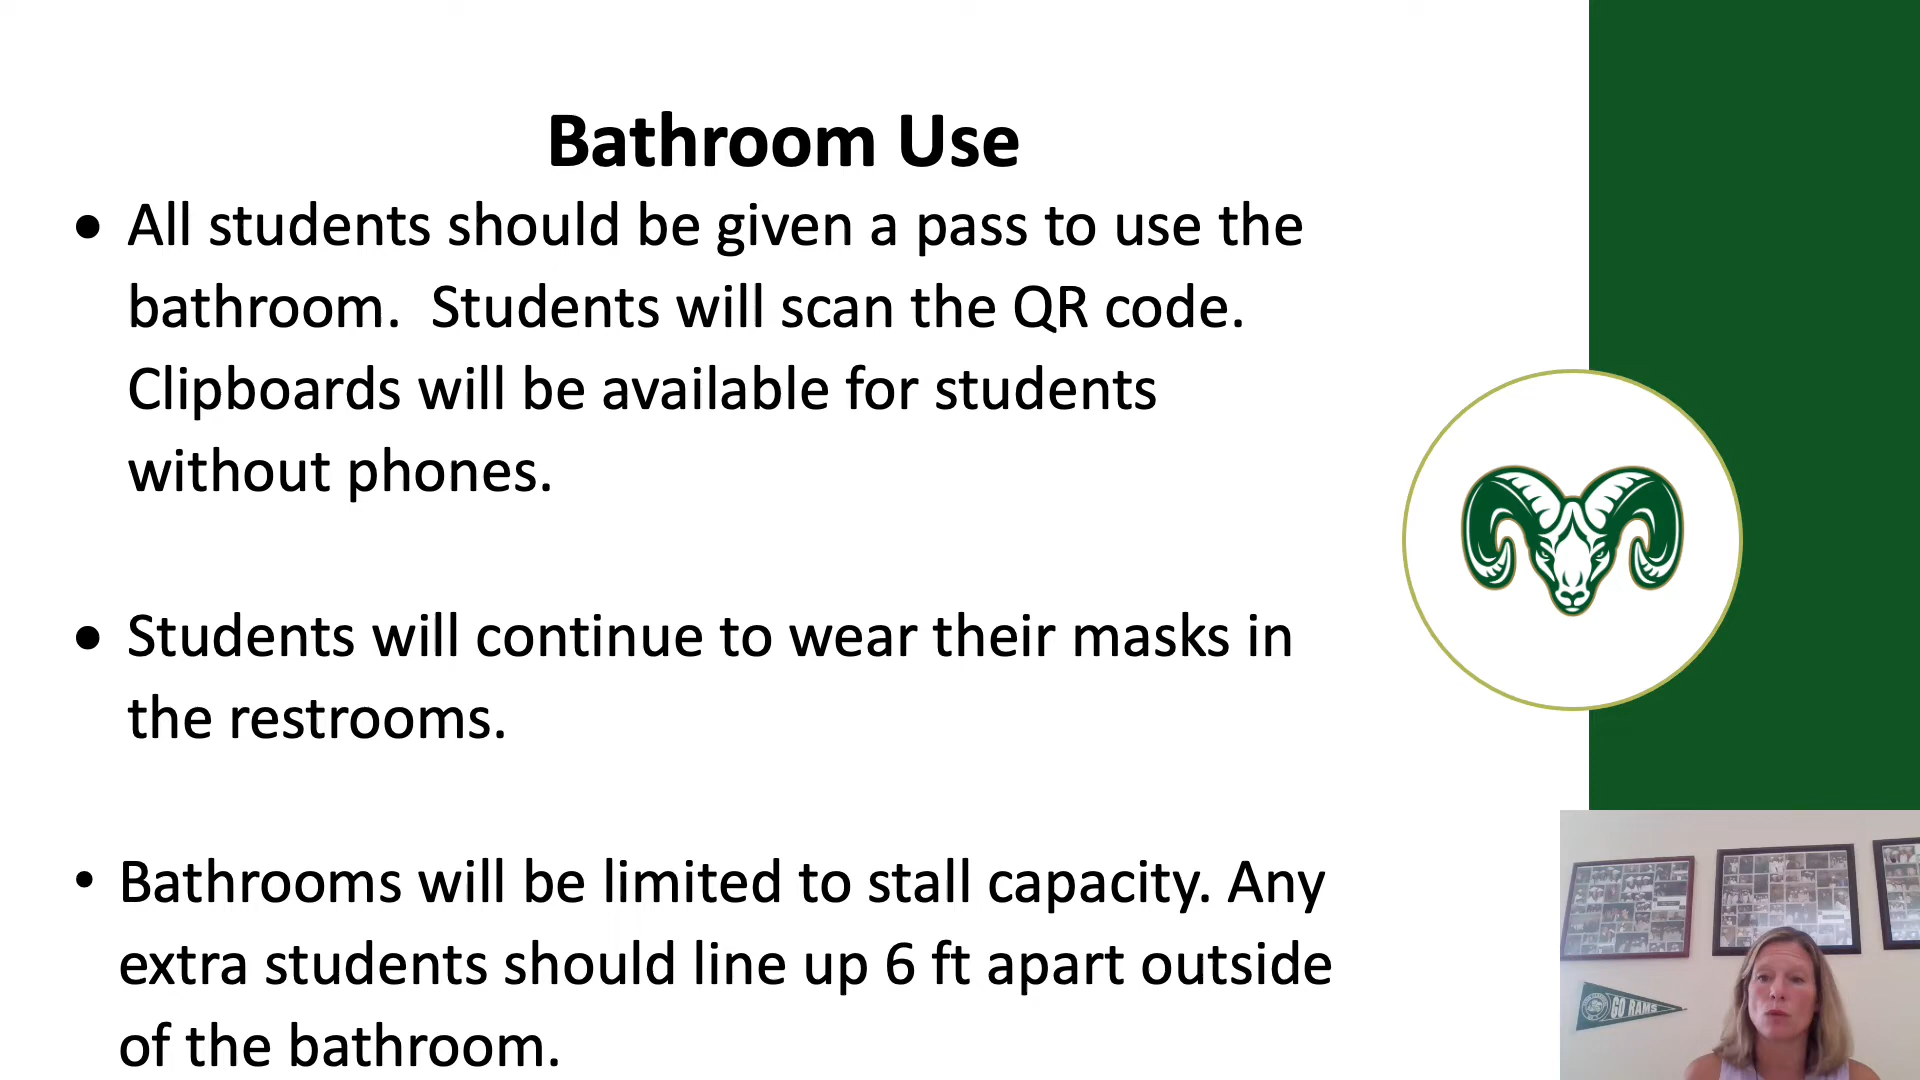 Bathroom Use
• All students should be given a pass to use the
bathroom.  Students will scan the QR code.
Clipboards will be available for students
without phones.
• Students will continue to wear their masks in
the restrooms.
• Bathrooms will be limited to stall capacity. Any
extra students should line up 6 ft apart outside
of the bathroom.
GO RAMS